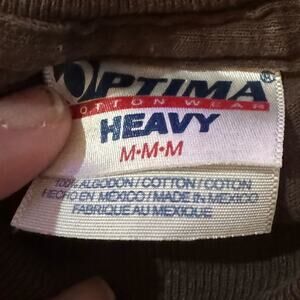 OPTIMA®
COTTON WEAR
HEAVY
M•M•M
100% ALGODON / COTTON / COTON
HECHO EN MEXICO / MADE IN MEXICO
FABRIQUE AU MEXIQUE